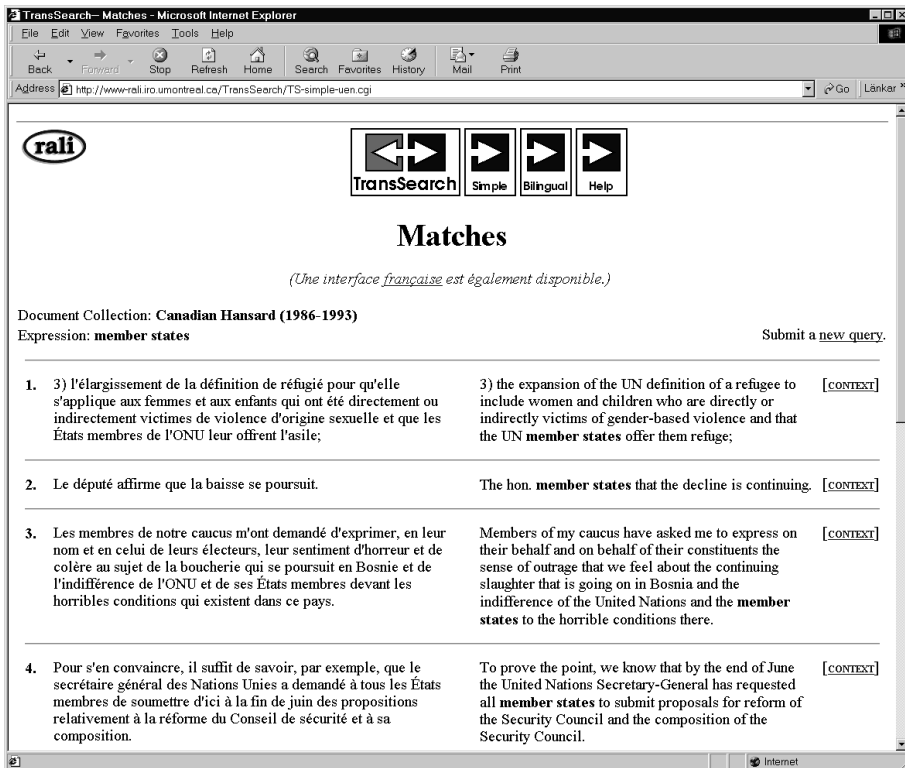 TransSearch-- Matches - Microsoft Internet Explorer
File Edit View Favorites Tools Help
Back Forward Stop Refresh Home Search Favorites History Mail Print
Address http://www-rali.iro.umontreal.ca/TransSearch/TS-simple-uen.cgi Go Länkar »
rali
TransSearch Simple Bilingual Help
Matches
(Une interface française est également disponible.)
Document Collection: Canadian Hansard (1986-1993)
Expression: member states
Submit a new query.
1. 3) l'élargissement de la définition de réfugié pour qu'elle
s'applique aux femmes et aux enfants qui ont été directement ou
indirectement victimes de violence d'origine sexuelle et que les
États membres de l'ONU leur offrent l'asile;
3) the expansion of the UN definition of a refugee to
include women and children who are directly or
indirectly victims of gender-based violence and that
the UN member states offer them refuge;
[CONTEXT]
2. Le député affirme que la baisse se poursuit.
The hon. member states that the decline is continuing.
[CONTEXT]
3. Les membres de notre caucus m'ont demandé d'exprimer, en leur
nom et en celui de leurs électeurs, leur sentiment d'horreur et de
colère au sujet de la boucherie qui se poursuit en Bosnie et de
l'indifférence de l'ONU et de ses États membres devant les
horribles conditions qui existent dans ce pays.
Members of my caucus have asked me to express on
their behalf and on behalf of their constituents the
sense of outrage that we feel about the continuing
slaughter that is going on in Bosnia and the
indifference of the United Nations and the member
states to the horrible conditions there.
[CONTEXT]
4. Pour s'en convaincre, il suffit de savoir, par exemple, que le
secrétaire général des Nations Unies a demandé à tous les États
membres de soumettre d'ici à la fin de juin des propositions
relativement à la réforme du Conseil de sécurité et à sa
composition.
To prove the point, we know that by the end of June
the United Nations Secretary-General has requested
all member states to submit proposals for reform of
the Security Council and the composition of the
Security Council.
[CONTEXT]
Internet